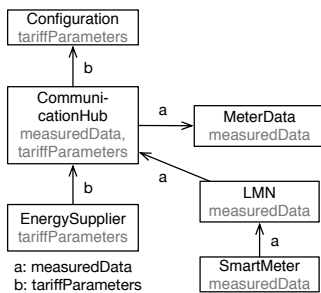 Configuration
tariffParameters
b
Communi-
cationHub
measuredData,
tariffParameters
a
MeterData
measuredData
a
b
LMN
measuredData
EnergySupplier
tariffParameters
a
a: measuredData
b: tariffParameters
SmartMeter
measuredData